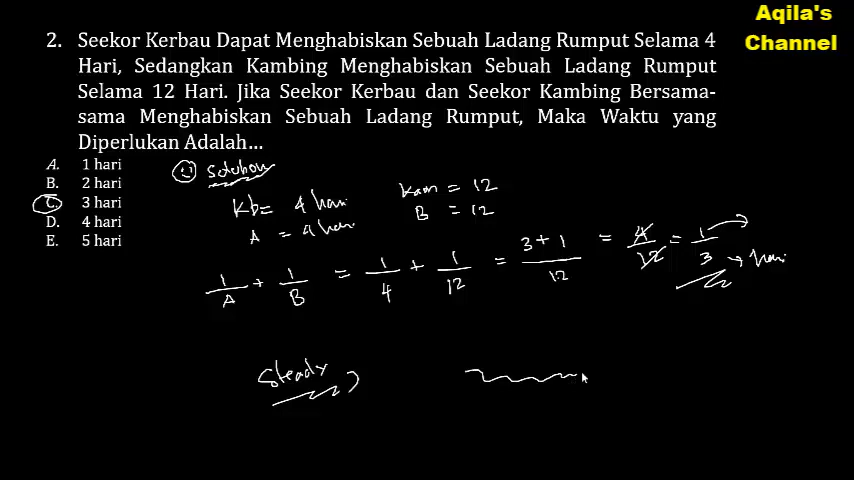 Aqila's
Channel
2. Seekor Kerbau Dapat Menghabiskan Sebuah Ladang Rumput Selama 4
Hari, Sedangkan Kambing Menghabiskan Sebuah Ladang Rumput
Selama 12 Hari. Jika Seekor Kerbau dan Seekor Kambing Bersama-
sama Menghabiskan Sebuah Ladang Rumput, Maka Waktu yang
Diperlukan Adalah...
A. 1 hari
B. 2 hari
C. 3 hari
D. 4 hari
E. 5 hari
Kb = 4 hari
A = 4 hari
Kam = 12
B = 12
1/A + 1/B = 1/4 + 1/12 = 3+1/12 = 4/12 = 1/3 → hari